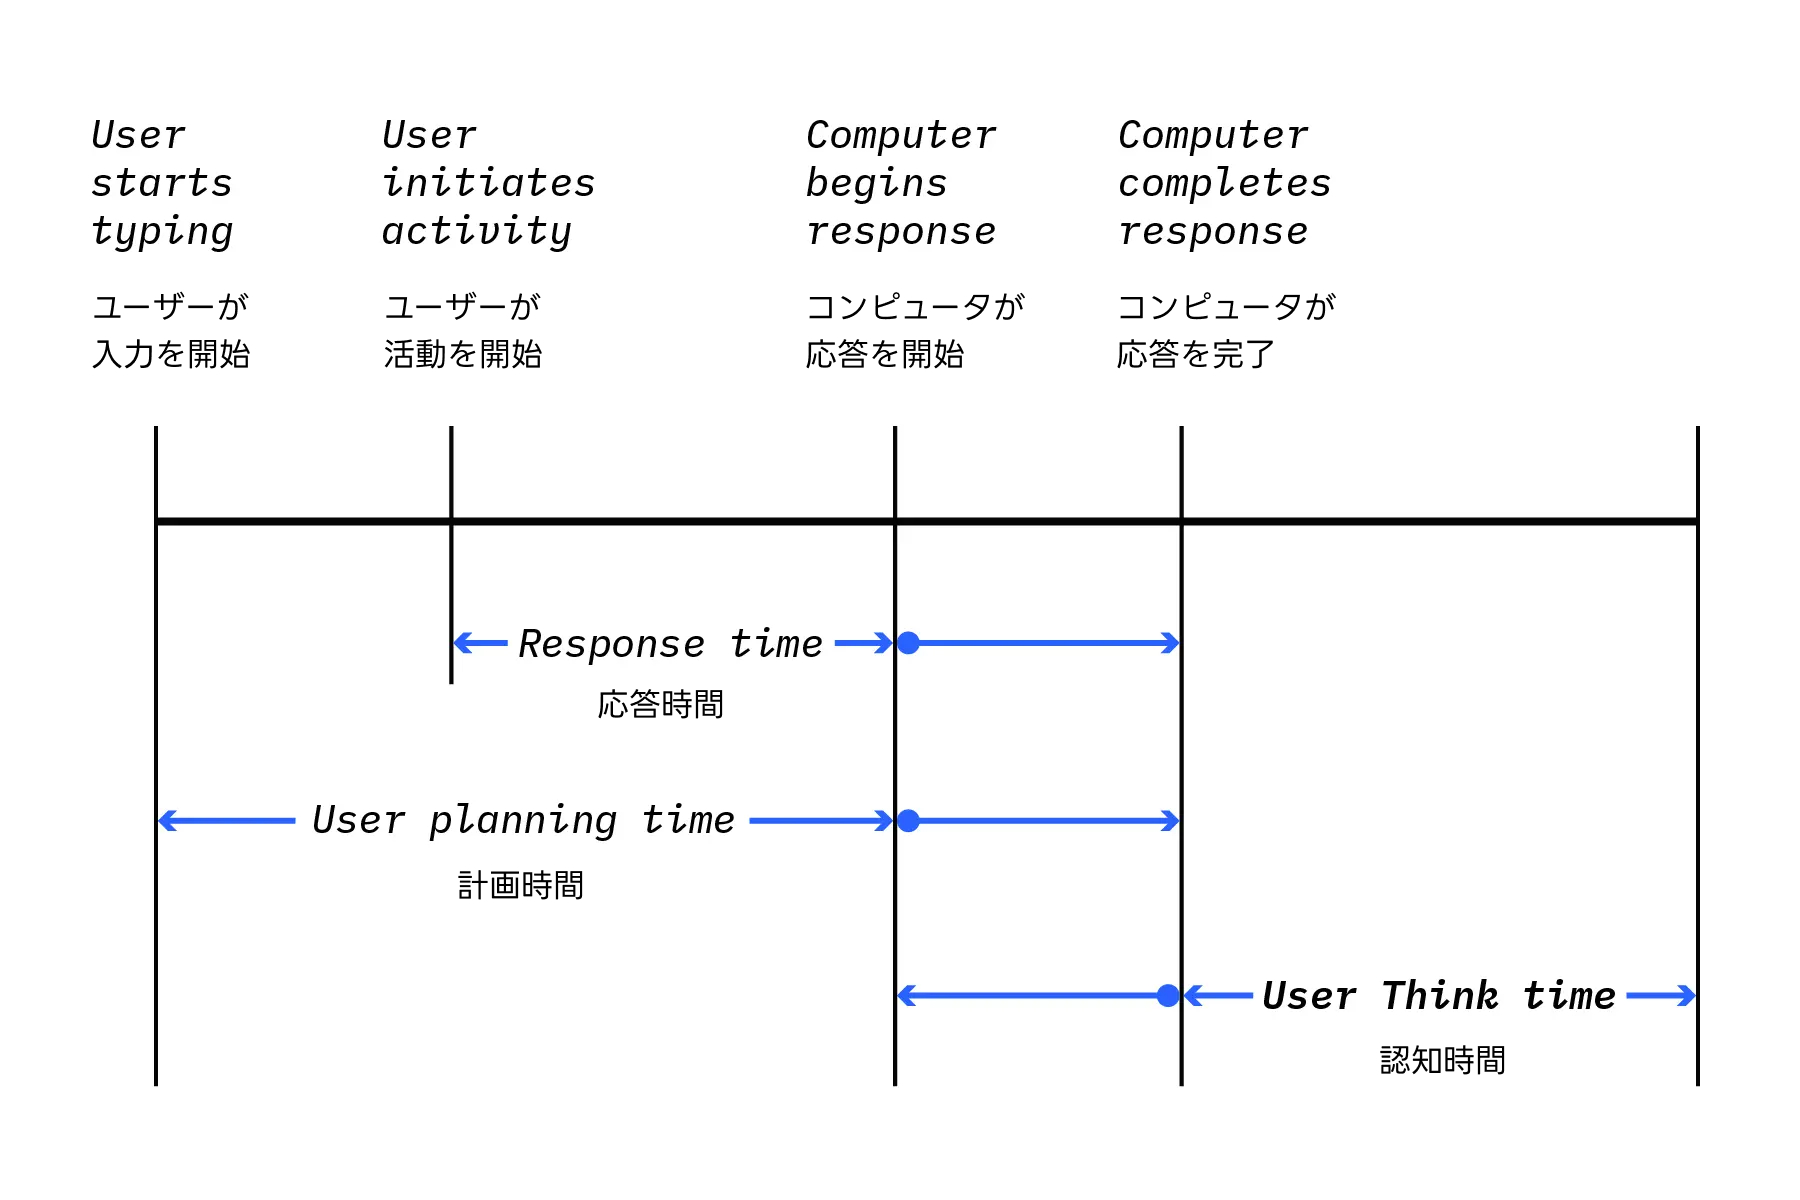 User
starts
typing
ユーザーが
入力を開始
User
initiates
activity
ユーザーが
活動を開始
Computer
begins
response
コンピュータが
応答を開始
Computer
completes
response
コンピュータが
応答を完了
Response time
応答時間
User planning time
計画時間
User Think time
認知時間